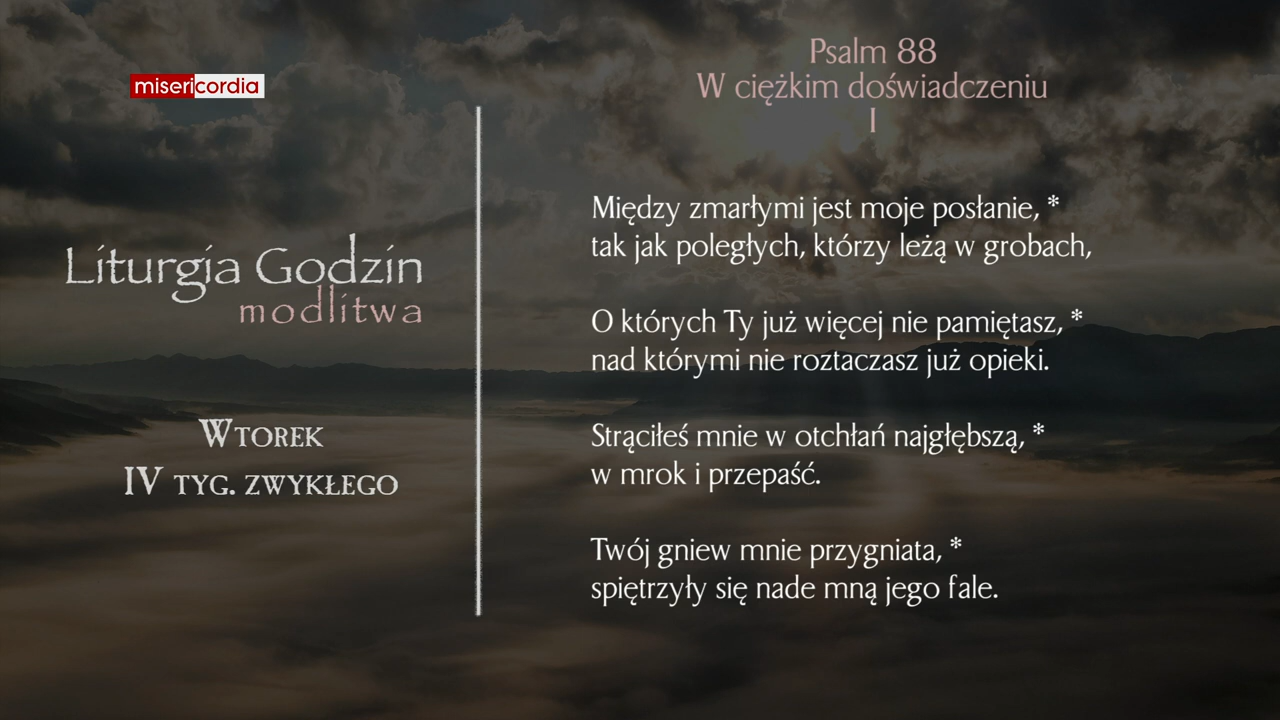 misericordia
Liturgia Godzin
modlitwa
Wtorek
IV tyg. zwykłego
Psalm 88
W ciężkim doświadczeniu
I
Między zmarłymi jest moje posłanie, *
tak jak poległych, którzy leżą w grobach,
O których Ty już więcej nie pamiętasz, *
nad którymi nie roztaczasz już opieki.
Strąciłeś mnie w otchłań najgłębszą, *
w mrok i przepaść.
Twój gniew mnie przygniata, *
spiętrzyły się nade mną jego fale.